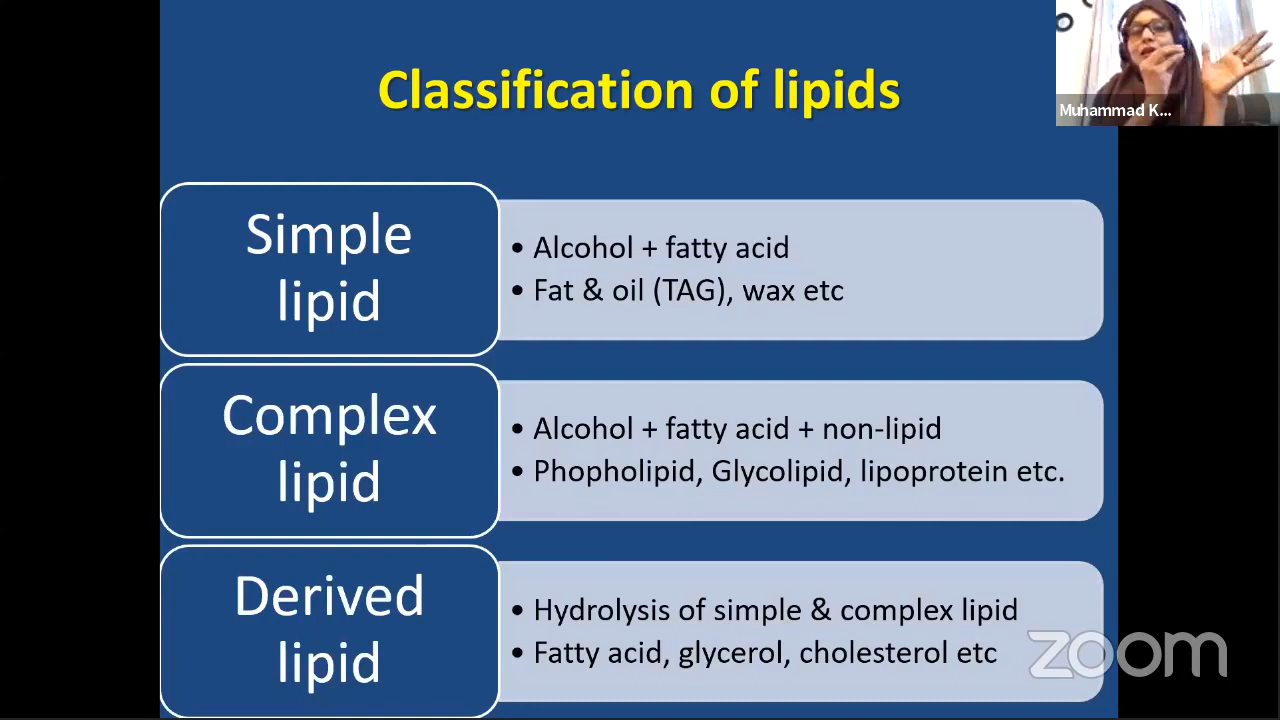 Classification of lipids
Muhammad K...
Simple
lipid
• Alcohol + fatty acid
• Fat & oil (TAG), wax etc
Complex
lipid
• Alcohol + fatty acid + non-lipid
• Phopholipid, Glycolipid, lipoprotein etc.
Derived
lipid
• Hydrolysis of simple & complex lipid
• Fatty acid, glycerol, cholesterol etc
zoom